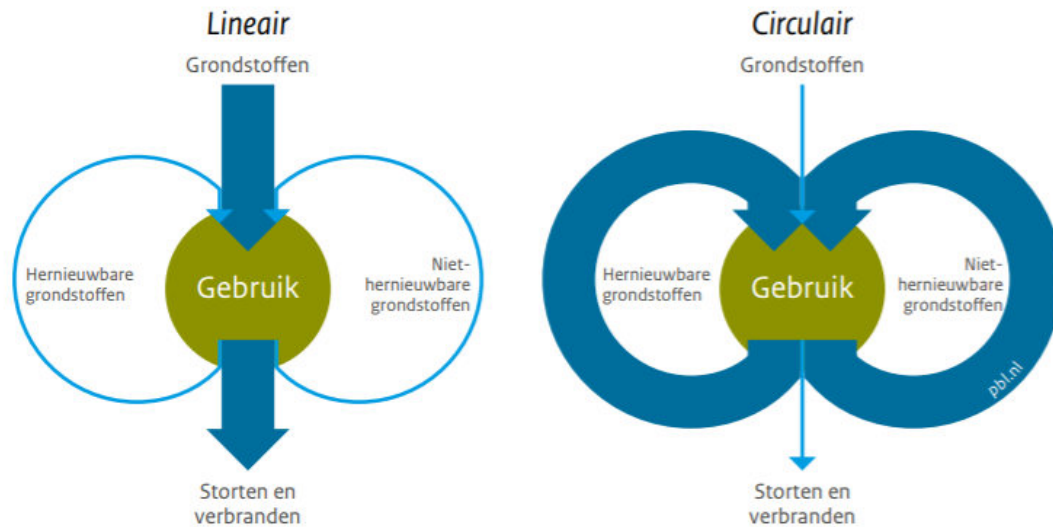 Lineair
Grondstoffen
Hernieuwbare
grondstoffen
Gebruik
Niet-
hernieuwbare
grondstoffen
Storten en
verbranden
Circulair
Grondstoffen
Hernieuwbare
grondstoffen
Gebruik
Niet-
hernieuwbare
grondstoffen
pbl.nl
Storten en
verbranden